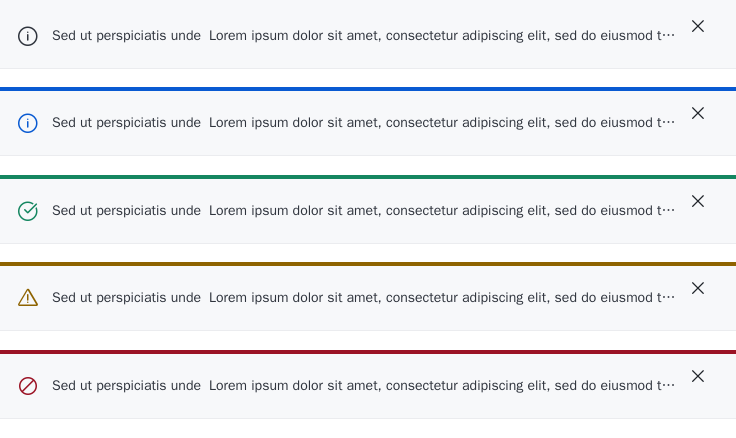 Sed ut perspiciatis unde  Lorem ipsum dolor sit amet, consectetur adipiscing elit, sed do eiusmod t···
Sed ut perspiciatis unde  Lorem ipsum dolor sit amet, consectetur adipiscing elit, sed do eiusmod t···
Sed ut perspiciatis unde  Lorem ipsum dolor sit amet, consectetur adipiscing elit, sed do eiusmod t···
Sed ut perspiciatis unde  Lorem ipsum dolor sit amet, consectetur adipiscing elit, sed do eiusmod t···
Sed ut perspiciatis unde  Lorem ipsum dolor sit amet, consectetur adipiscing elit, sed do eiusmod t···